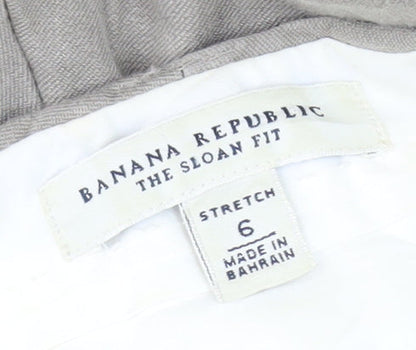 BANANA REPUBLIC
THE SLOAN FIT
STRETCH
6
MADE IN
BAHRAIN